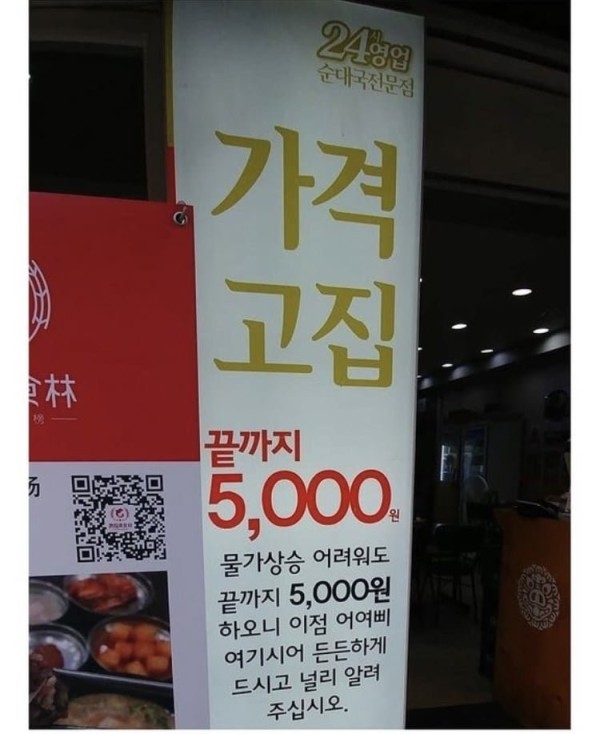 24시영업
순대국전문점
가격
고집
끝까지
5,000원
물가상승 어려워도
끝까지 5,000원
하오니 이점 어여삐
여기시어 든든하게
드시고 널리 알려
주십시오.
食林
榜
场